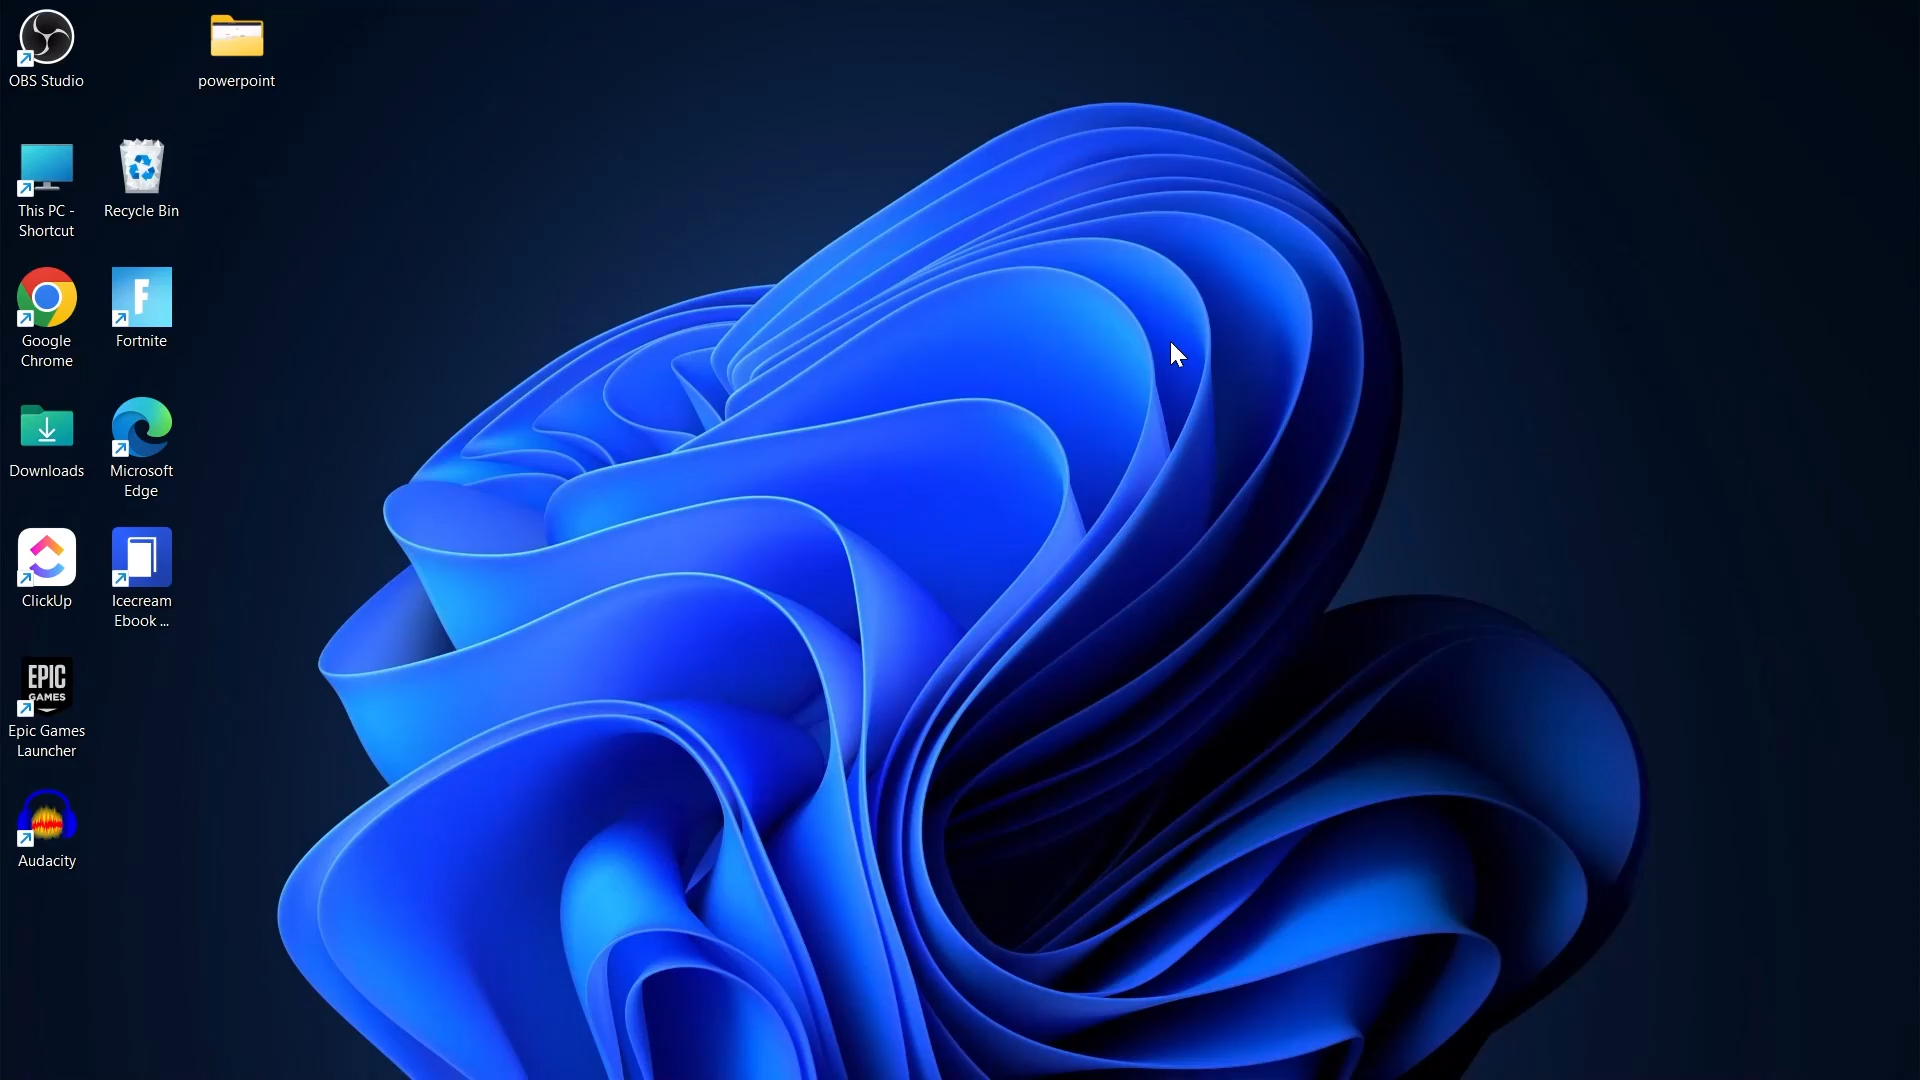 OBS Studio
powerpoint
This PC -
Shortcut
Recycle Bin
Google
Chrome
Fortnite
Downloads
Microsoft
Edge
ClickUp
Icecream
Ebook ...
EPIC
GAMES
Epic Games
Launcher
Audacity